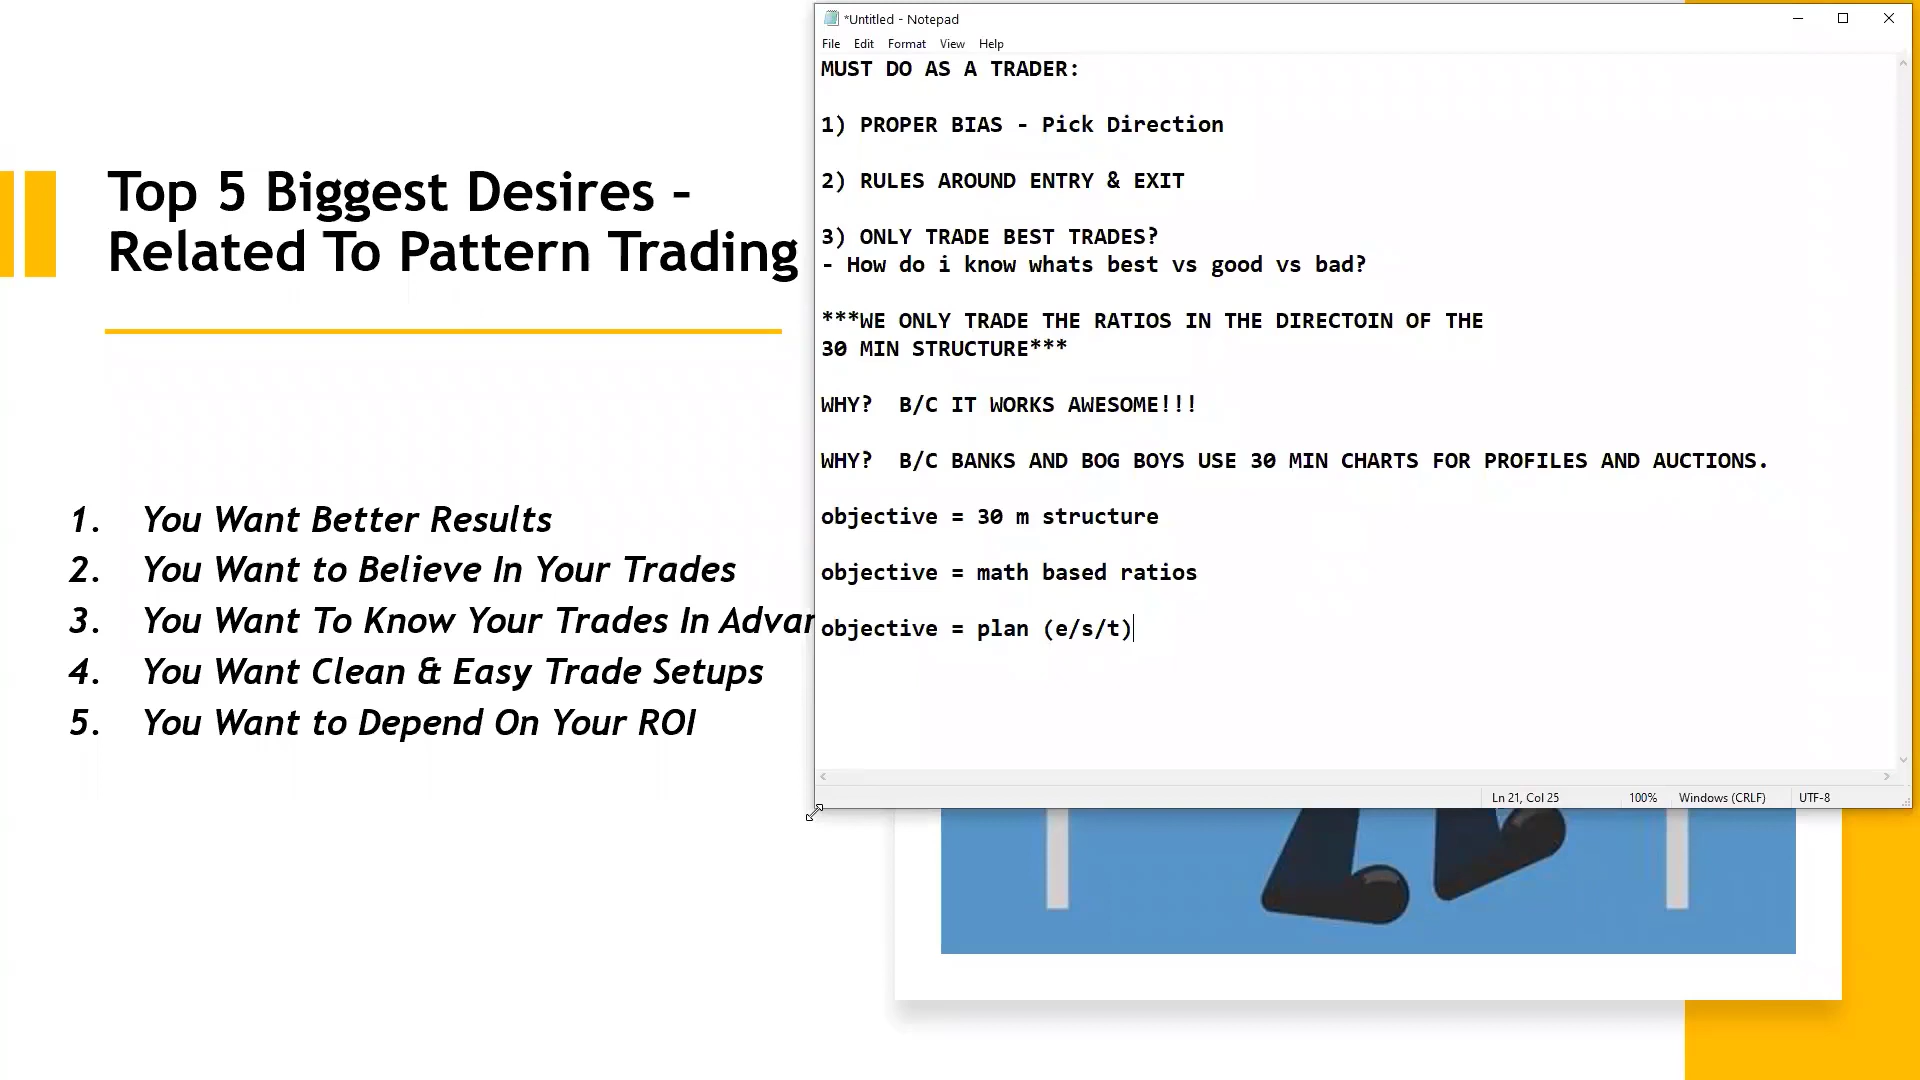 Top 5 Biggest Desires –
Related To Pattern Trading
1. You Want Better Results
2. You Want to Believe In Your Trades
3. You Want To Know Your Trades In
4. You Want Clean & Easy Trade Setups
5. You Want to Depend On Your ROI
*Untitled - Notepad
File Edit Format View Help
MUST DO AS A TRADER:
1) PROPER BIAS - Pick Direction
2) RULES AROUND ENTRY & EXIT
3) ONLY TRADE BEST TRADES?
- How do i know whats best vs good vs bad?
***WE ONLY TRADE THE RATIOS IN THE DIRECTOIN OF THE
30 MIN STRUCTURE***
WHY?  B/C IT WORKS AWESOME!!!
WHY?  B/C BANKS AND BOG BOYS USE 30 MIN CHARTS FOR PROFILES AND AUCTIONS.
objective = 30 m structure
objective = math based ratios
objective = plan (e/s/t)
Ln 21, Col 25 100% Windows (CRLF) UTF-8